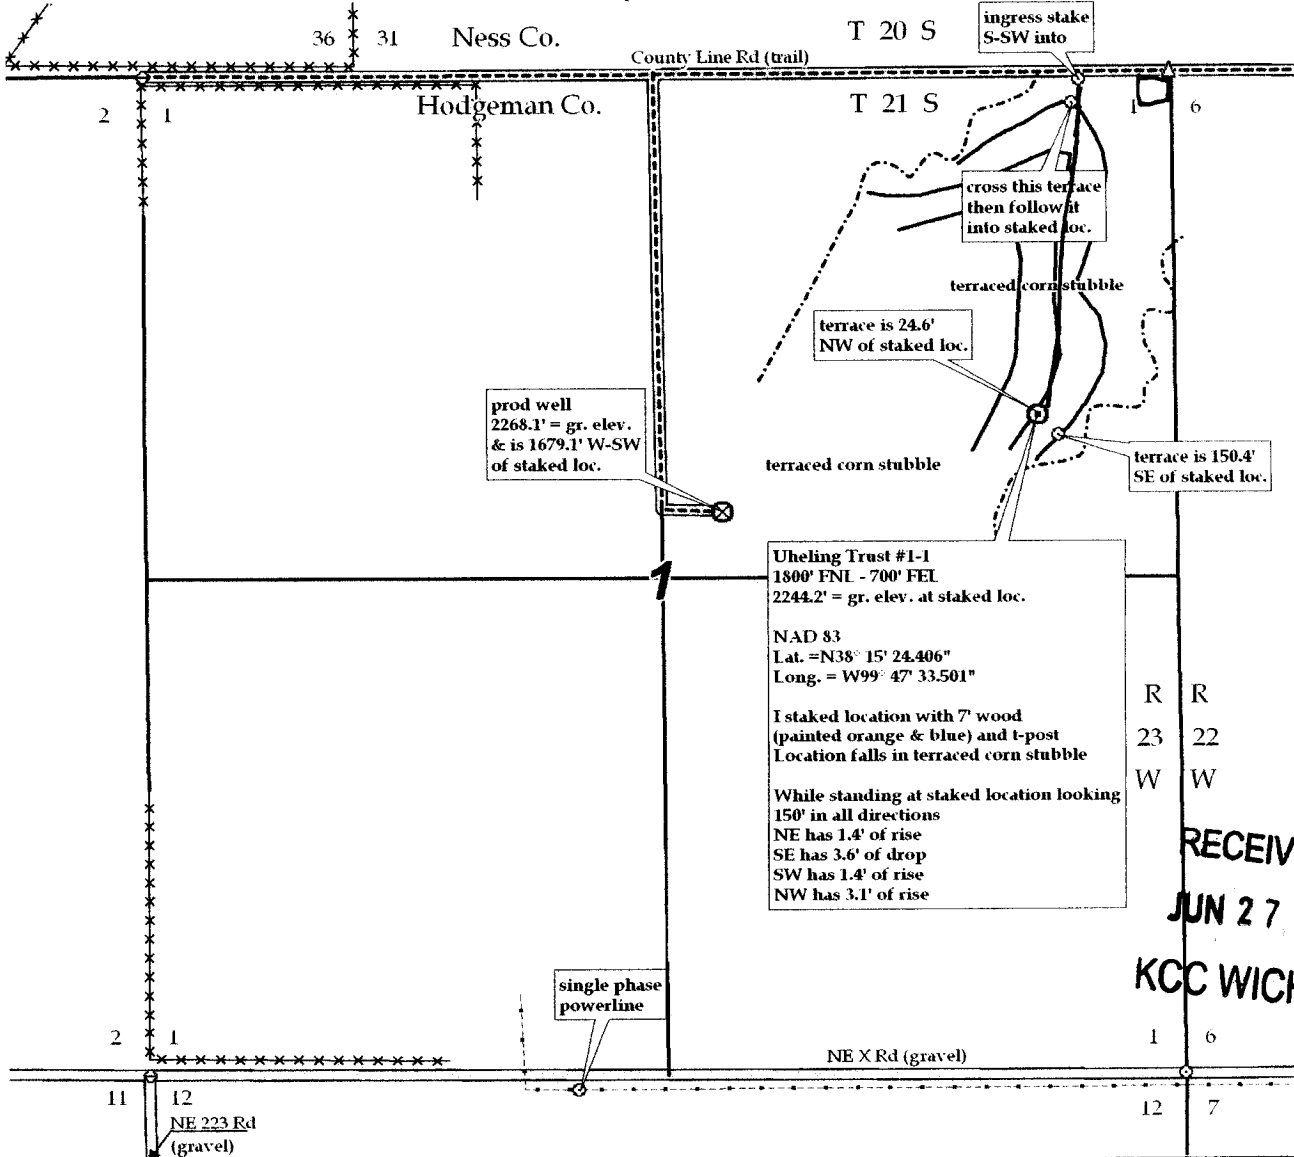 ingress stake
S-SW into
36 31 Ness Co. T 20 S
County Line Rd (trail)
2 1 Hodgeman Co. T 21 S 1 6
cross this terrace
then follow it
into staked loc.
terraced corn stubble
terrace is 24.6'
NW of staked loc.
prod well
2268.1' = gr. elev.
& is 1679.1' W-SW
of staked loc.
terraced corn stubble
terrace is 150.4'
SE of staked loc.
1
Uheling Trust #1-1
1800' FNL - 700' FEL
2244.2' = gr. elev. at staked loc.
NAD 83
Lat. =N38° 15' 24.406"
Long. = W99° 47' 33.501"
I staked location with 7' wood
(painted orange & blue) and t-post
Location falls in terraced corn stubble
While standing at staked location looking
150' in all directions
NE has 1.4' of rise
SE has 3.6' of drop
SW has 1.4' of rise
NW has 3.1' of rise
R R
23 22
W W
RECEIV
JUN 27
KCC WICH
single phase
powerline
2 1 1 6
NE X Rd (gravel)
11 12 12 7
NE 223 Rd
(gravel)